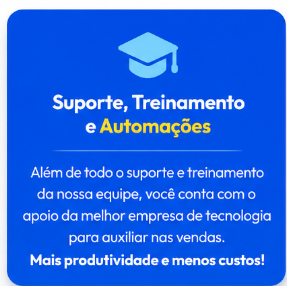 Suporte, Treinamento
e Automações
Além de todo o suporte e treinamento
da nossa equipe, você conta com o
apoio da melhor empresa de tecnologia
para auxiliar nas vendas.
Mais produtividade e menos custos!